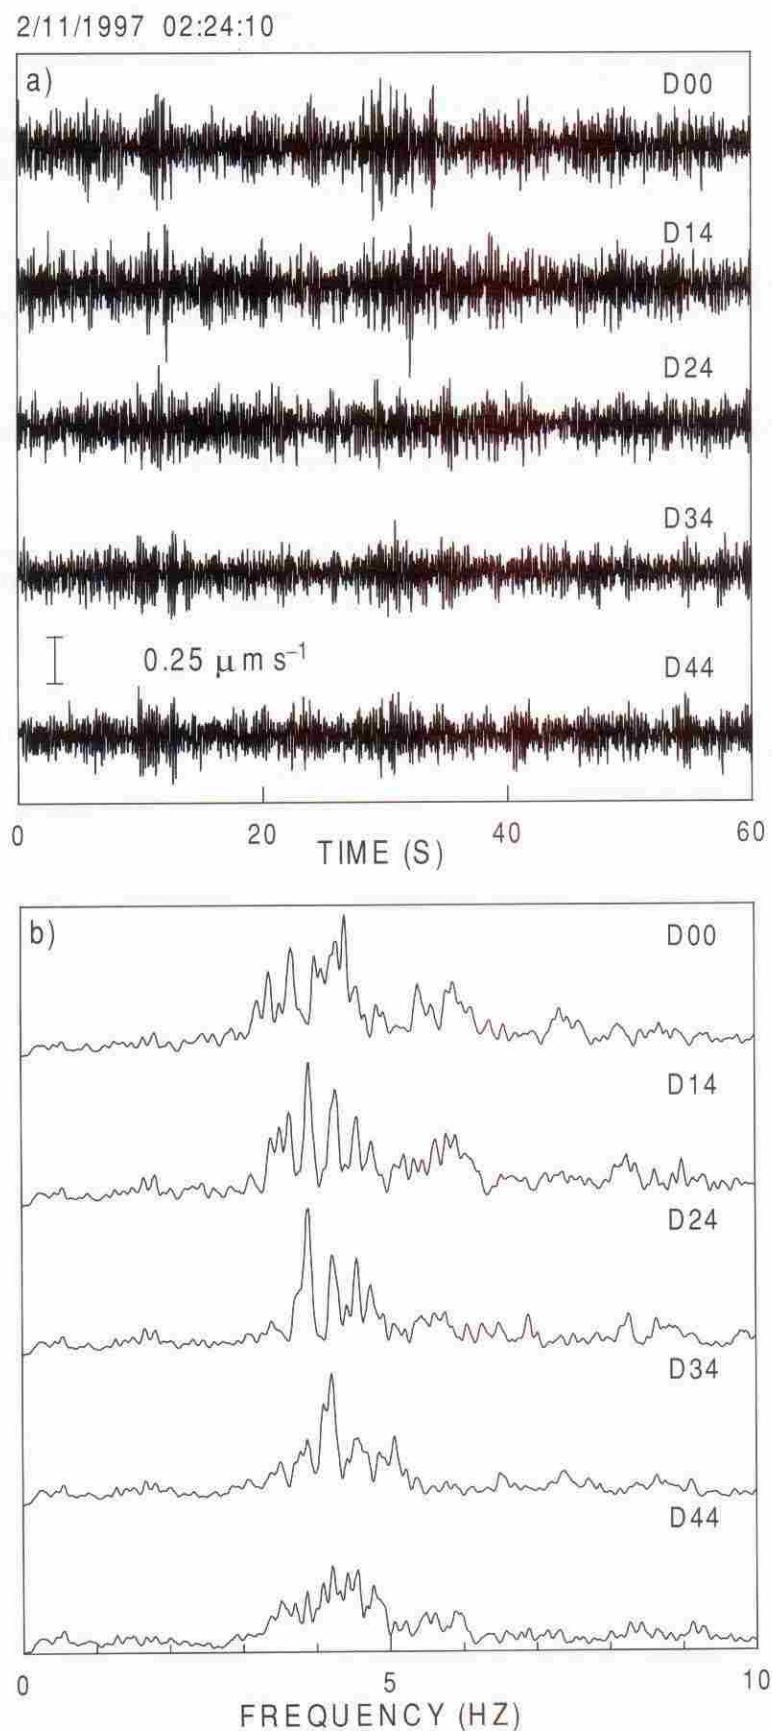 2/11/1997 02:24:10
a)
D00
D14
D24
D34
0.25 μm s⁻¹
D44
0 20 40 60
TIME (S)
b)
D00
D14
D24
D34
D44
0 5 10
FREQUENCY (HZ)